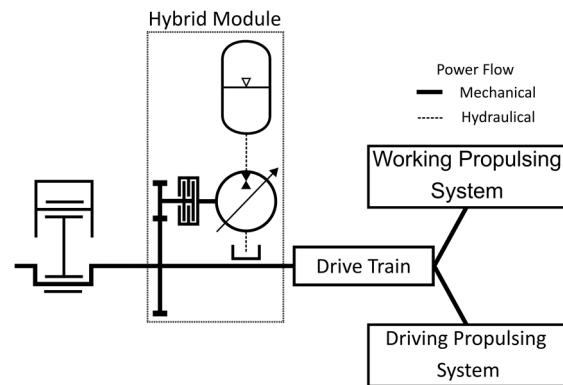 Hybrid Module
Power Flow
Mechanical
Hydraulical
Working Propulsing
System
Drive Train
Driving Propulsing
System